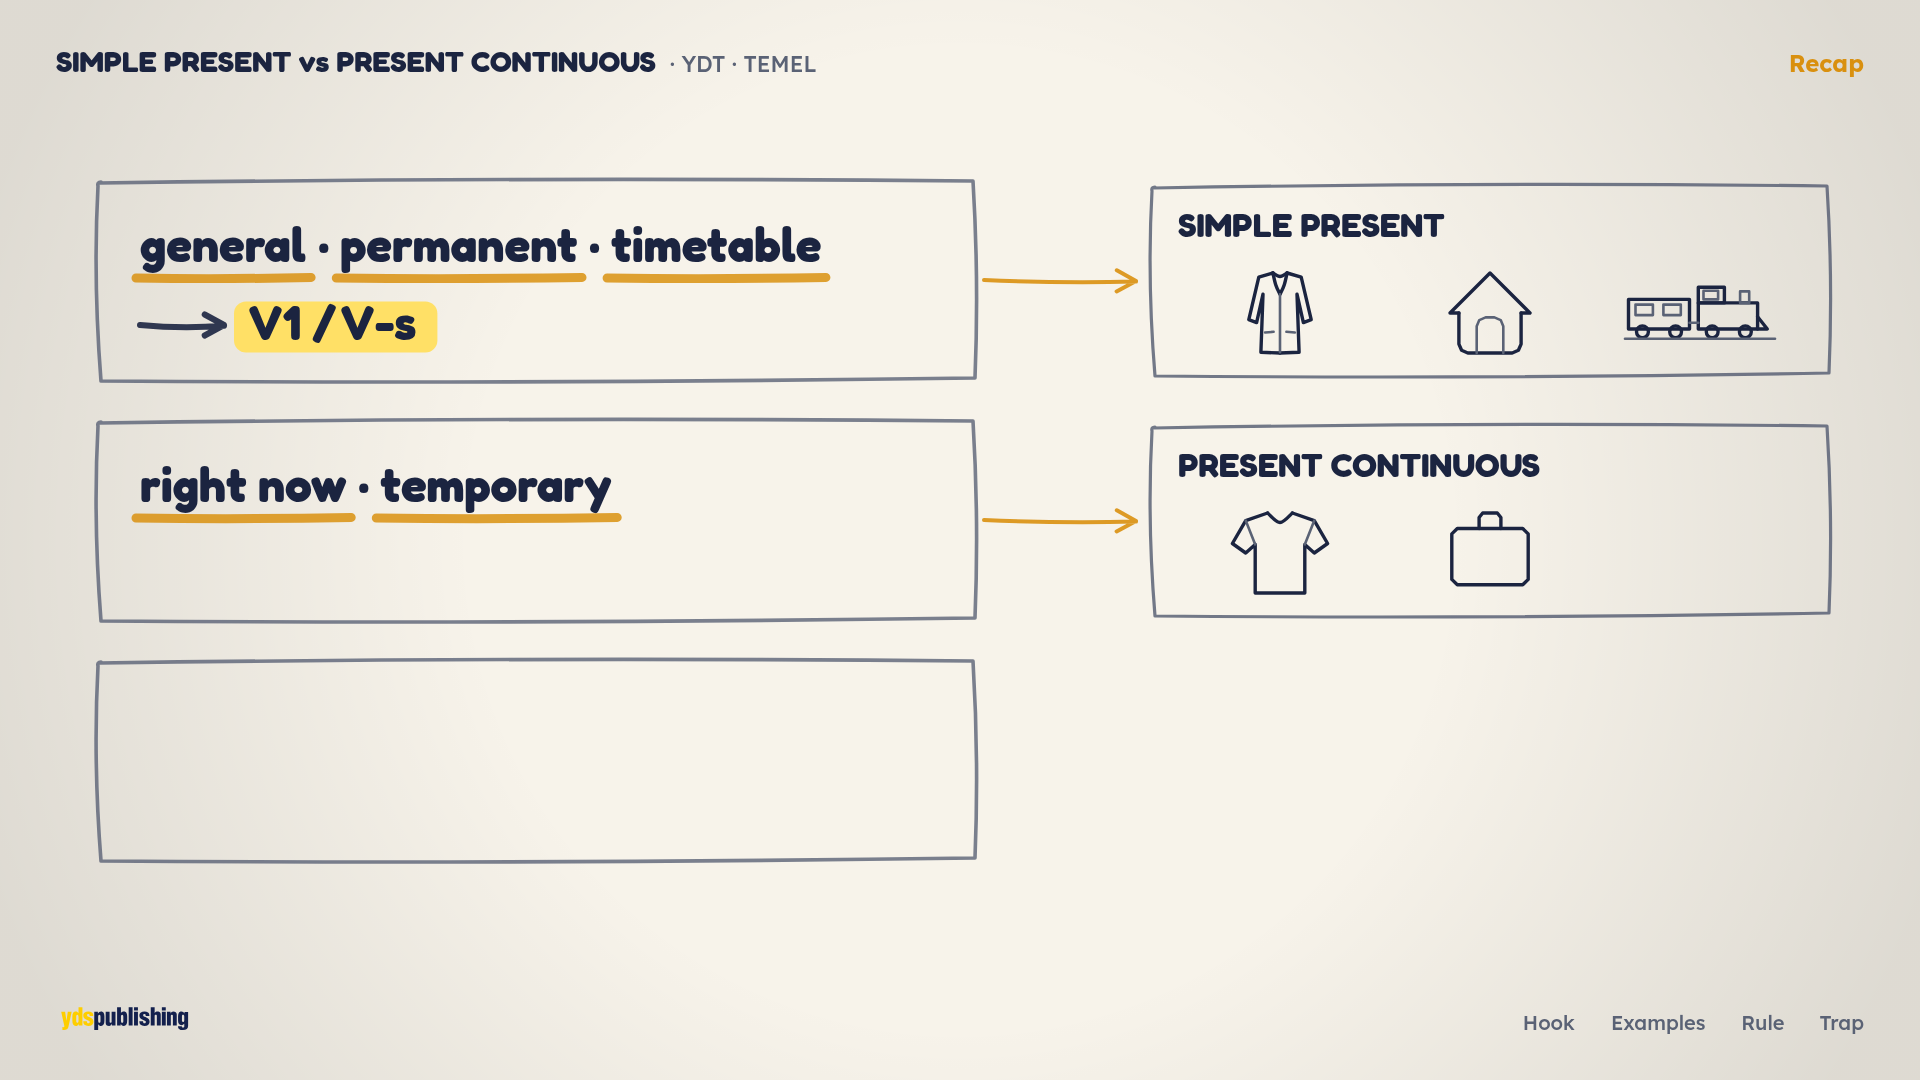 SIMPLE PRESENT vs PRESENT CONTINUOUS · YDT · TEMEL
Recap
general · permanent · timetable
V1 / V-s
SIMPLE PRESENT
right now · temporary
PRESENT CONTINUOUS
ydspublishing
Hook Examples Rule Trap